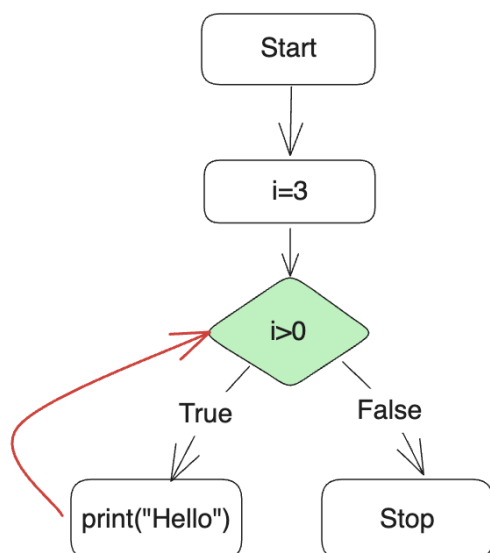 Start
i=3
i>0
True
False
print("Hello")
Stop